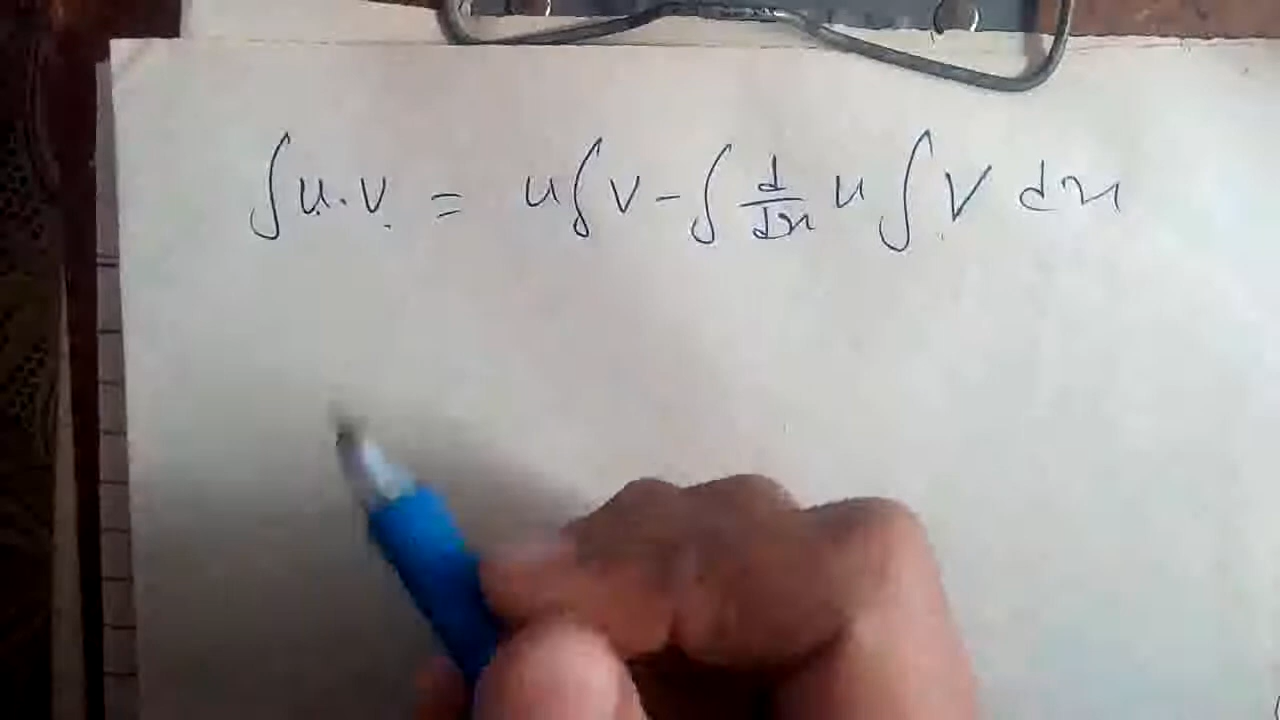 ∫u.v = u∫v-∫d/dx u∫v dx